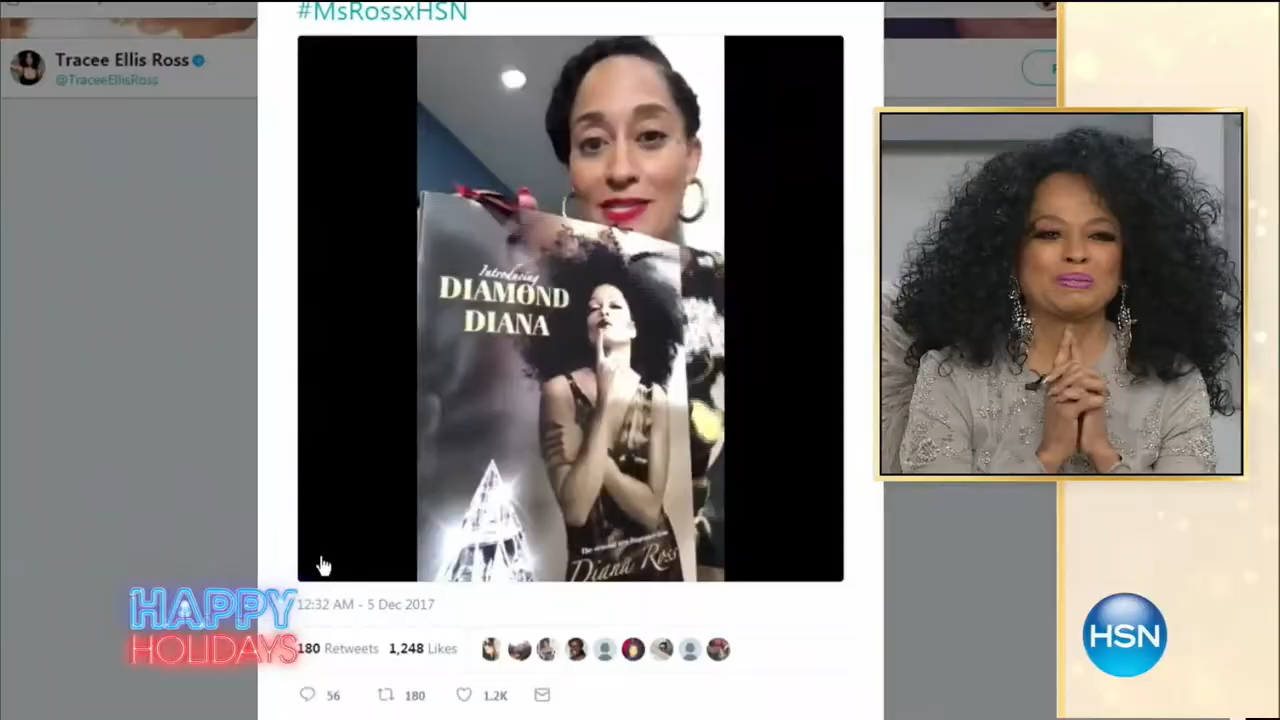 #MsRossxHSN
Tracee Ellis Ross
@TraceeEllisRoss
Introducing
DIAMOND
DIANA
Diana Ross
HAPPY
HOLIDAYS
12:32 AM - 5 Dec 2017
180 Retweets 1,248 Likes
56 180 1.2K
HSN